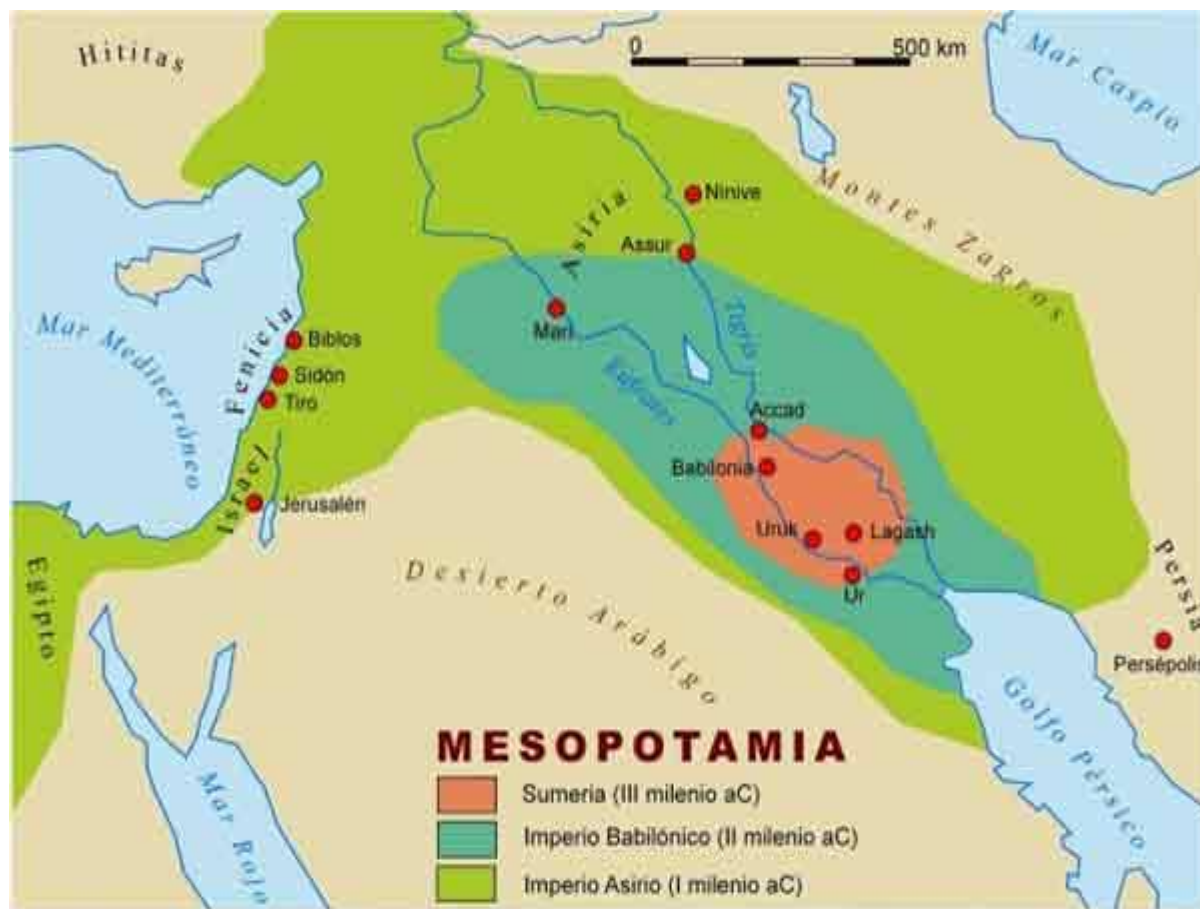 Hititas
0 500 km
Mar Caspio
Montes Zagros
Ninive
Asiria
Assur
Mari
Tigris
Eúfrates
Mar Mediterráneo
Fenicia
Biblos
Sidón
Tiro
Israel
Jerusalén
Accad
Babilonia
Uruk
Lagash
Ur
Egipto
Desierto Arábigo
Persia
Persépolis
Golfo Pérsico
Mar Rojo
MESOPOTAMIA
Sumeria (III milenio aC)
Imperio Babilónico (II milenio aC)
Imperio Asirio (I milenio aC)